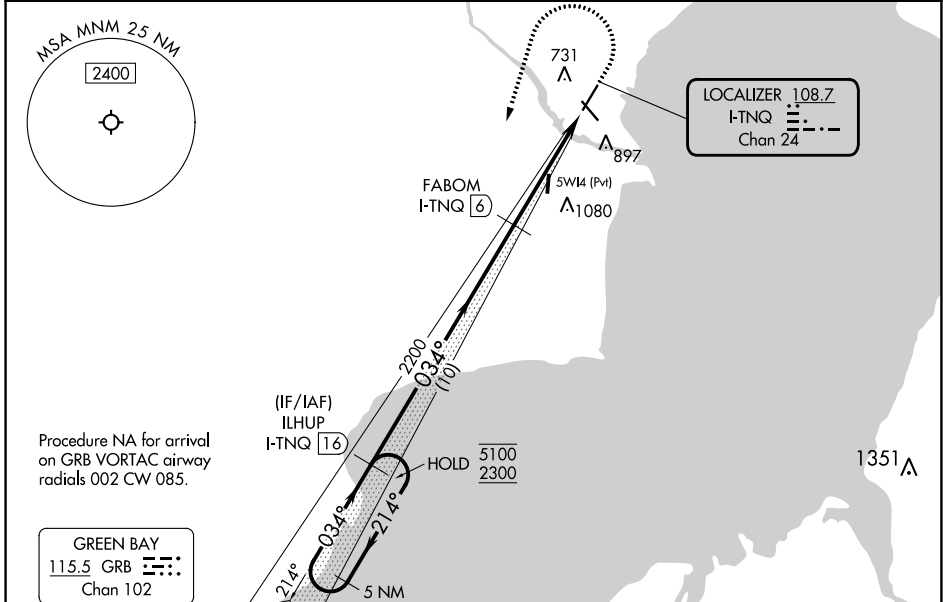 MSA MNM 25 NM
2400
731
LOCALIZER 108.7
I-TNQ
Chan 24
897
FABOM
I-TNQ 6
5WI4 (Pvt)
1080
2200
034°
(10)
(IF/IAF)
ILHUP
I-TNQ 16
HOLD
5100
2300
1351
Procedure NA for arrival
on GRB VORTAC airway
radials 002 CW 085.
034°
214°
GREEN BAY
115.5 GRB
Chan 102
214°
5 NM